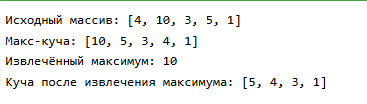 Исходный массив: [4, 10, 3, 5, 1]
Макс-куча: [10, 5, 3, 4, 1]
Извлечённый максимум: 10
Куча после извлечения максимума: [5, 4, 3, 1]